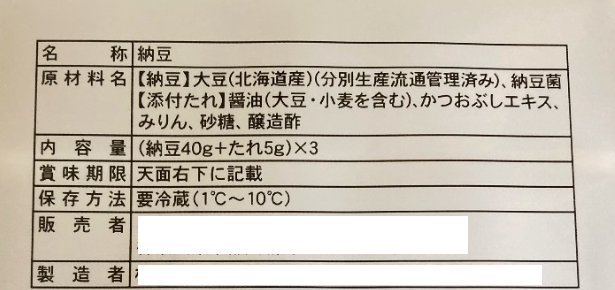 名称 納豆
原材料名 【納豆】大豆(北海道産)(分別生産流通管理済み)、納豆菌
【添付たれ】醤油(大豆・小麦を含む)、かつおぶしエキス、
みりん、砂糖、醸造酢
内容量 (納豆40g+たれ5g)×3
賞味期限 天面右下に記載
保存方法 要冷蔵(1℃~10℃)
販売者
製造者